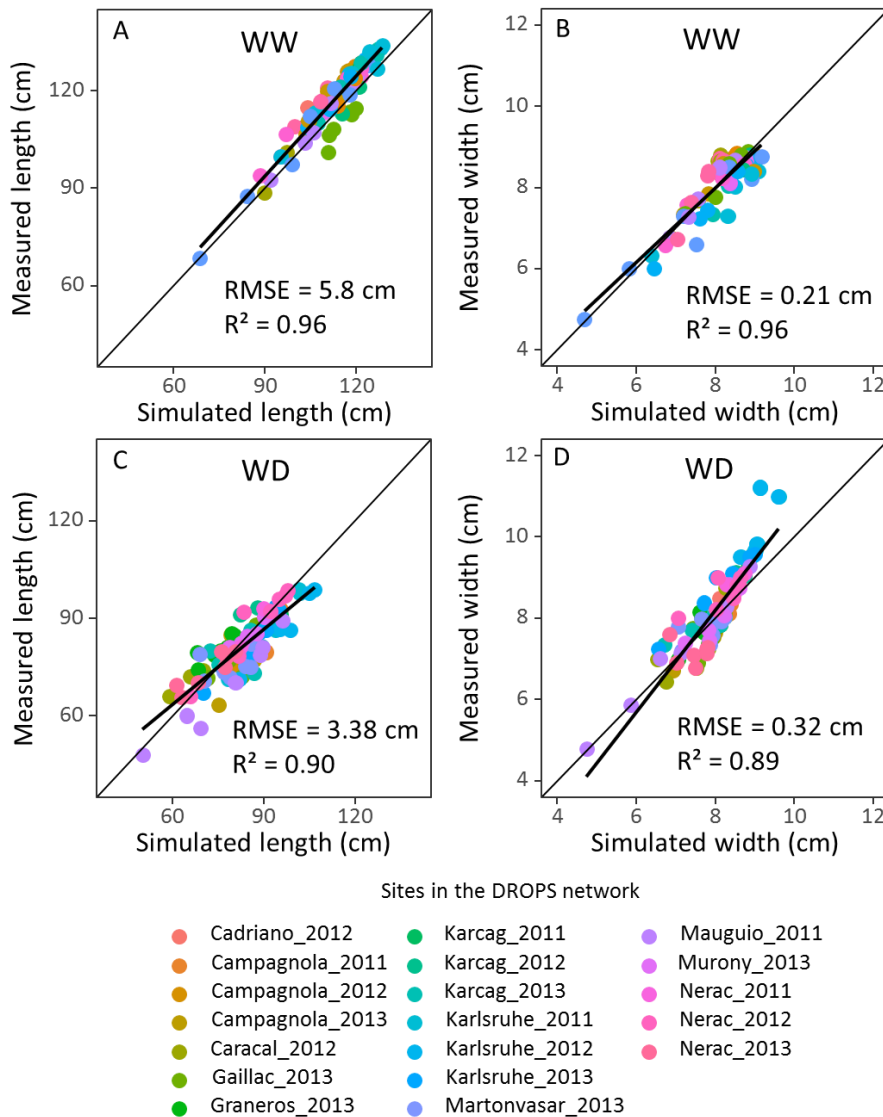 A
WW
Measured length (cm)
120
90
60
RMSE = 5.8 cm
R² = 0.96
60 90 120
Simulated length (cm)
B
WW
Measured width (cm)
12
10
8
6
4
RMSE = 0.21 cm
R² = 0.96
4 6 8 10 12
Simulated width (cm)
C
WD
Measured length (cm)
120
90
60
RMSE = 3.38 cm
R² = 0.90
60 90 120
Simulated length (cm)
D
WD
Measured width (cm)
12
10
8
6
4
RMSE = 0.32 cm
R² = 0.89
4 6 8 10 12
Simulated width (cm)
Sites in the DROPS network
Cadriano_2012
Campagnola_2011
Campagnola_2012
Campagnola_2013
Caracal_2012
Gaillac_2013
Graneros_2013
Karcag_2011
Karcag_2012
Karcag_2013
Karlsruhe_2011
Karlsruhe_2012
Karlsruhe_2013
Martonvasar_2013
Mauguio_2011
Murony_2013
Nerac_2011
Nerac_2012
Nerac_2013